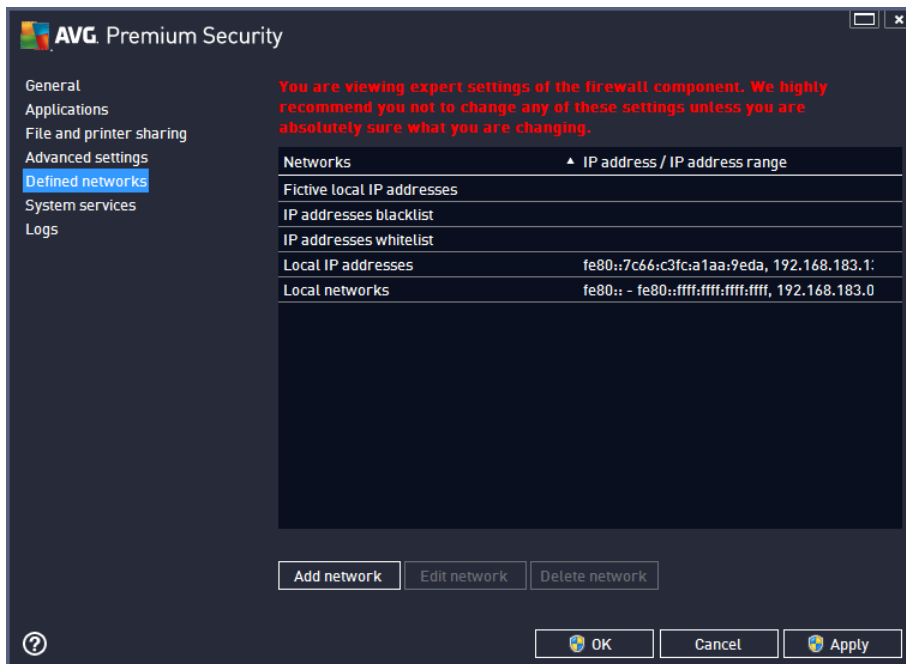 AVG. Premium Security
General
Applications
File and printer sharing
Advanced settings
Defined networks
System services
Logs
You are viewing expert settings of the firewall component. We highly
recommend you not to change any of these settings unless you are
absolutely sure what you are changing.
Networks IP address / IP address range
Fictive local IP addresses
IP addresses blacklist
IP addresses whitelist
Local IP addresses fe80::7c66:c3fc:a1aa:9eda, 192.168.183.1
Local networks fe80:: - fe80::ffff:ffff:ffff:ffff, 192.168.183.0
Add network Edit network Delete network
OK Cancel Apply